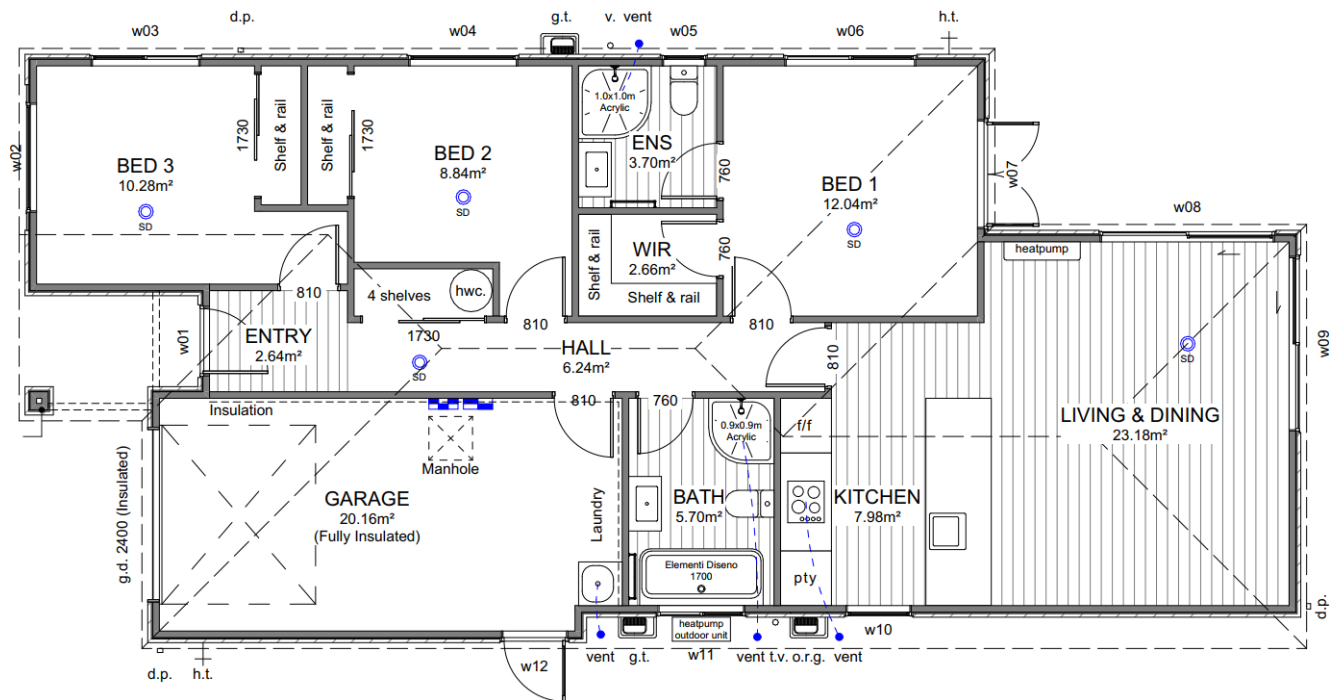 d.p.
g.t.
v.
vent
h.t.
w03
w04
w05
w06
w02
BED 3
10.28m²
SD
1730
Shelf & rail
Shelf & rail
1730
BED 2
8.84m²
SD
1.0x1.0m
Acrylic
ENS
3.70m²
760
BED 1
12.04m²
SD
w07
w08
WIR
2.66m²
760
Shelf & rail
Shelf & rail
heatpump
4 shelves
hwc.
810
810
810
w01
ENTRY
2.64m²
1730
SD
HALL
6.24m²
810
SD
w09
Insulation
810
760
0.9x0.9m
Acrylic
f/f
LIVING & DINING
23.18m²
Manhole
g.d. 2400 (Insulated)
GARAGE
20.16m²
(Fully Insulated)
Laundry
BATH
5.70m²
KITCHEN
7.98m²
Elementi Diseno
1700
pty
d.p.
heatpump
outdoor unit
w10
d.p.
h.t.
w12
vent
g.t.
w11
vent
t.v.
o.r.g.
vent